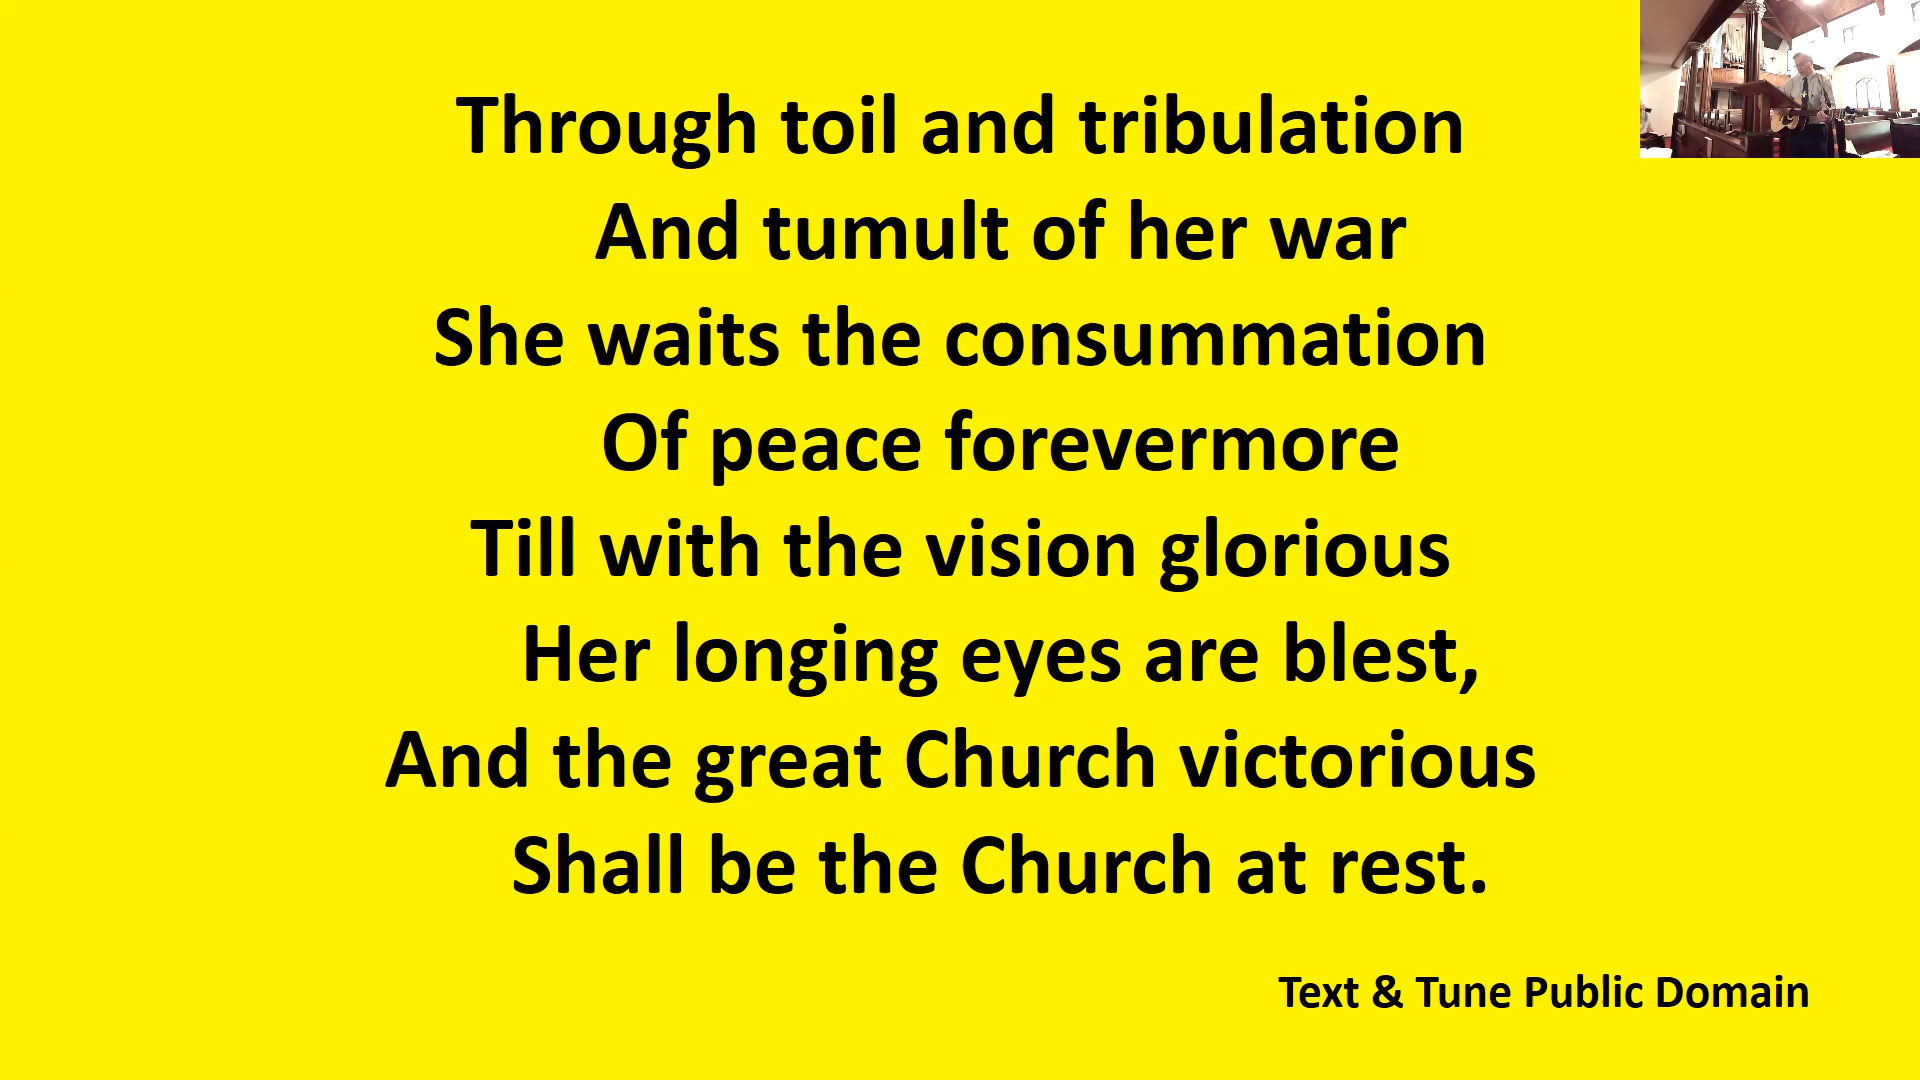 Through toil and tribulation
And tumult of her war
She waits the consummation
Of peace forevermore
Till with the vision glorious
Her longing eyes are blest,
And the great Church victorious
Shall be the Church at rest.
Text & Tune Public Domain